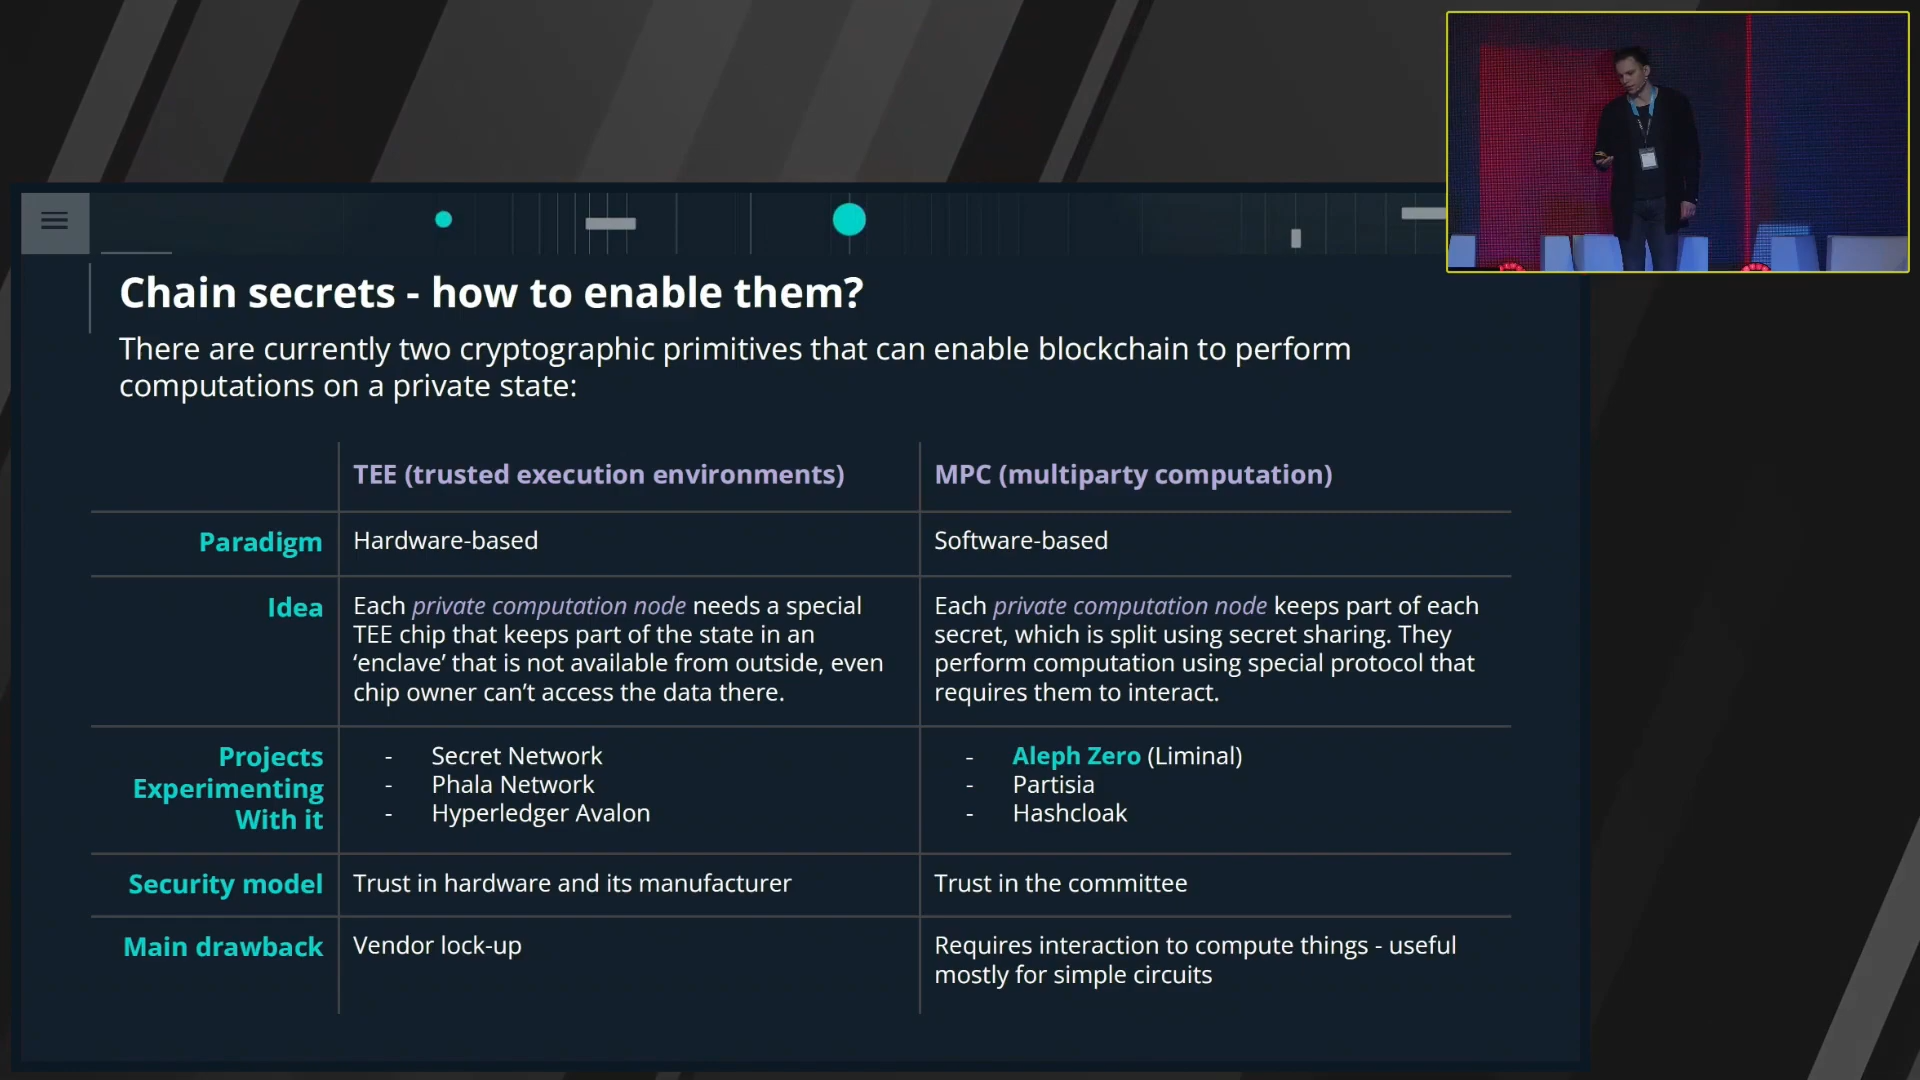 Chain secrets - how to enable them?
There are currently two cryptographic primitives that can enable blockchain to perform
computations on a private state:
TEE (trusted execution environments)
MPC (multiparty computation)
Paradigm
Hardware-based
Software-based
Idea
Each private computation node needs a special
TEE chip that keeps part of the state in an
‘enclave’ that is not available from outside, even
chip owner can’t access the data there.
Each private computation node keeps part of each
secret, which is split using secret sharing. They
perform computation using special protocol that
requires them to interact.
Projects
Experimenting
With it
- Secret Network
- Phala Network
- Hyperledger Avalon
- Aleph Zero (Liminal)
- Partisia
- Hashcloak
Security model
Trust in hardware and its manufacturer
Trust in the committee
Main drawback
Vendor lock-up
Requires interaction to compute things - useful
mostly for simple circuits